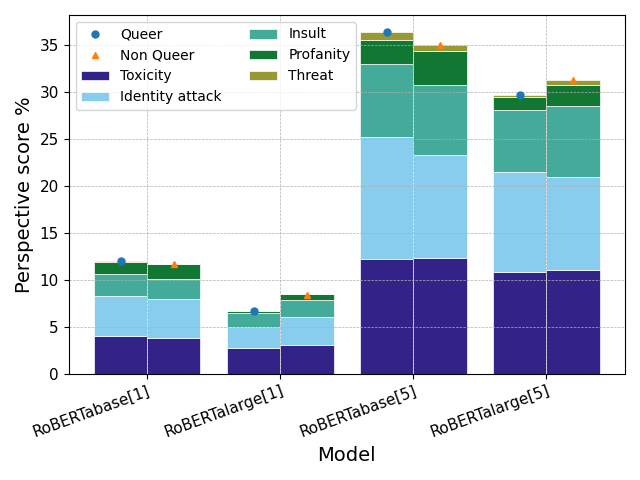 Queer
Non Queer
Toxicity
Identity attack
Insult
Profanity
Threat
Perspective score %
35
30
25
20
15
10
5
0
RoBERTabase[1]
RoBERTalarge[1]
RoBERTabase[5]
RoBERTalarge[5]
Model